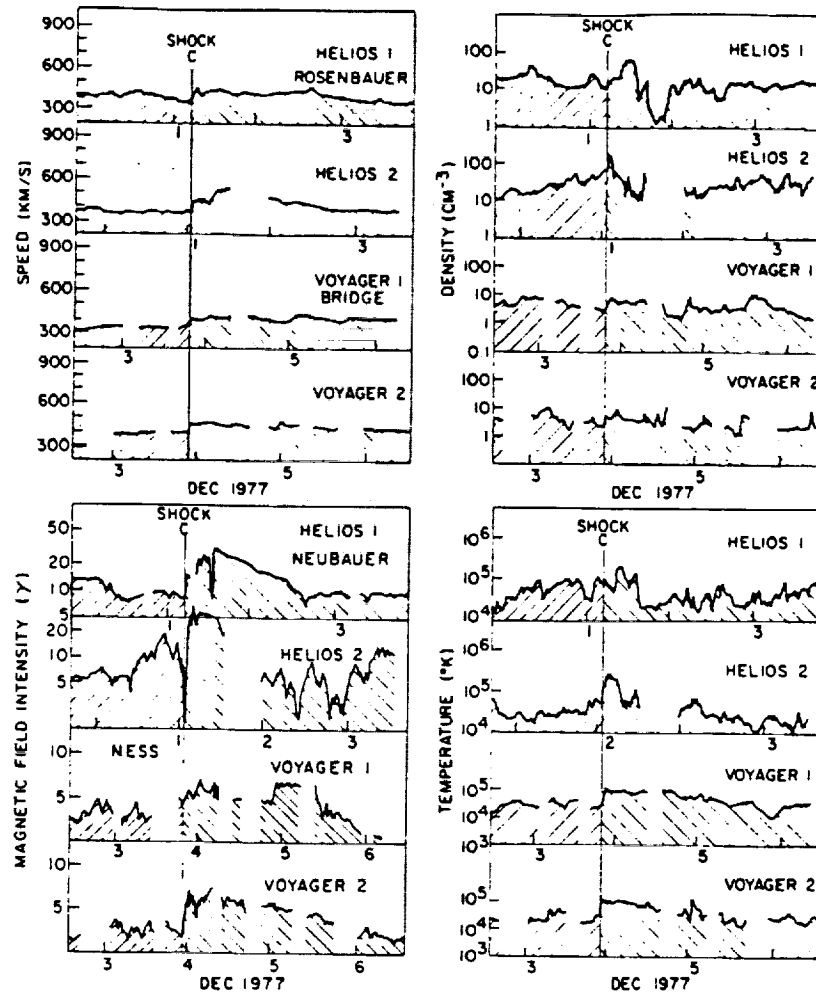 SPEED (KM/S)
900
600
300
SHOCK
C
HELIOS 1
ROSENBAUER
1
3
900
600
300
HELIOS 2
1
3
900
600
300
VOYAGER 1
BRIDGE
3
5
900
600
300
VOYAGER 2
3
5
DEC 1977
DENSITY (CM⁻³)
100
10
1
SHOCK
C
HELIOS 1
1
3
100
10
1
HELIOS 2
1
3
100
10
1
0.1
VOYAGER 1
3
5
100
10
1
VOYAGER 2
3
5
DEC 1977
MAGNETIC FIELD INTENSITY (γ)
50
20
10
5
SHOCK
C
HELIOS 1
NEUBAUER
1
3
20
10
5
HELIOS 2
1
2
3
10
5
NESS
VOYAGER 1
3
4
5
6
10
5
VOYAGER 2
3
4
5
6
DEC 1977
TEMPERATURE (°K)
10⁶
10⁵
10⁴
SHOCK
C
HELIOS 1
1
3
10⁶
10⁵
10⁴
HELIOS 2
2
3
10⁵
10⁴
10³
VOYAGER 1
3
5
10⁵
10⁴
10³
VOYAGER 2
3
5
DEC 1977